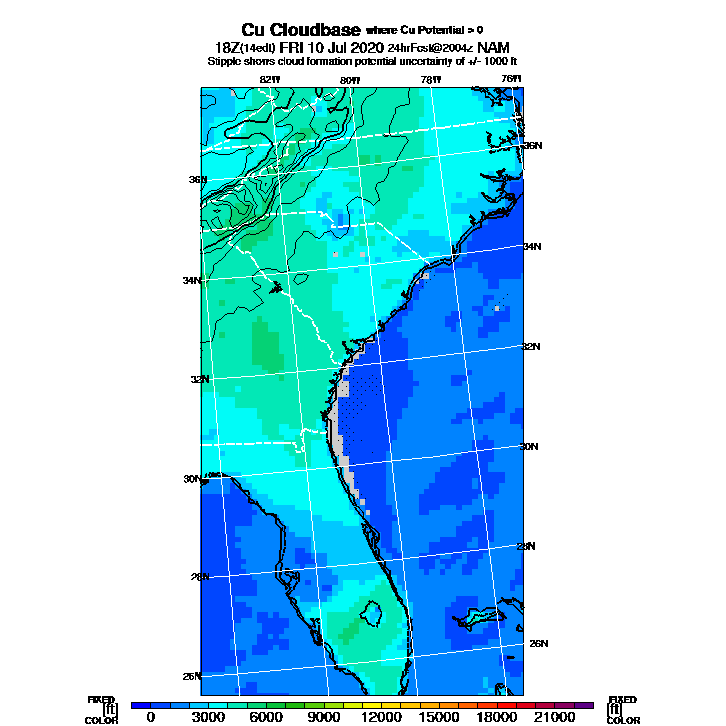 Cu Cloudbase where Cu Potential > 0
18Z(14edt) FRI 10 Jul 2020 24hrFcst@2004z NAM
Stipple shows cloud formation potential uncertainty of +/- 1000 ft
82W 80W 78W 76W
36N
36N
34N
34N
32N
32N
30N
30N
28N
28N
26N
26N
FIXED FIXED
[ft] 0 3000 6000 9000 12000 15000 18000 21000 [ft]
COLOR COLOR